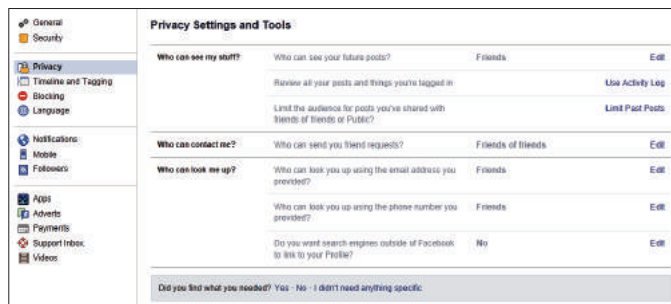 General
Security
Privacy
Timeline and Tagging
Blocking
Language
Notifications
Mobile
Followers
Apps
Adverts
Payments
Support Inbox
Videos
Privacy Settings and Tools
Who can see my stuff?
Who can see your future posts?
Friends
Edit
Review all your posts and things you're tagged in
Use Activity Log
Limit the audience for posts you've shared with
friends of friends or Public?
Limit Past Posts
Who can contact me?
Who can send you friend requests?
Friends of friends
Edit
Who can look me up?
Who can look you up using the email address you
provided?
Friends
Edit
Who can look you up using the phone number you
provided?
Friends
Edit
Do you want search engines outside of Facebook
to link to your Profile?
No
Edit
Did you find what you needed? Yes · No · I didn't need anything specific